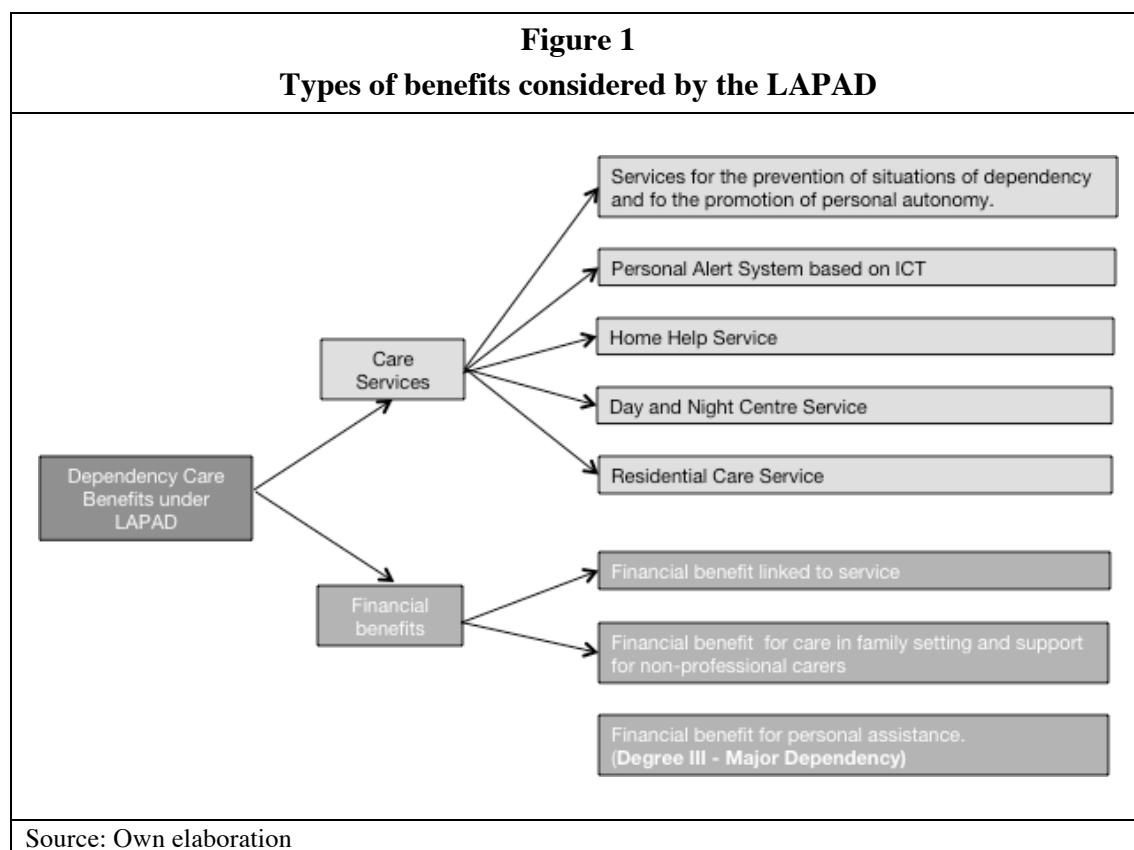 Figure 1
Types of benefits considered by the LAPAD
Services for the prevention of situations of dependency
and fo the promotion of personal autonomy.
Personal Alert System based on ICT
Home Help Service
Care
Services
Day and Night Centre Service
Residential Care Service
Dependency Care
Benefits under
LAPAD
Financial benefit linked to service
Financial
benefits
Financial benefit for care in family setting and support
for non-professional carers
Financial benefit for personal assistance.
(Degree III - Major Dependency)
Source: Own elaboration